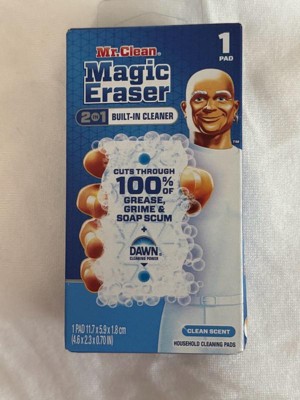 Mr.Clean
1
PAD
Magic
Eraser
2in1 BUILT-IN CLEANER
CUTS THROUGH
100%
OF
GREASE,
GRIME &
SOAP SCUM
+
DAWN
CLEANING POWER
1 PAD 11.7 x 5.9 x 1.8 cm
(4.6 x 2.3 x 0.70 IN)
CLEAN SCENT
HOUSEHOLD CLEANING PADS